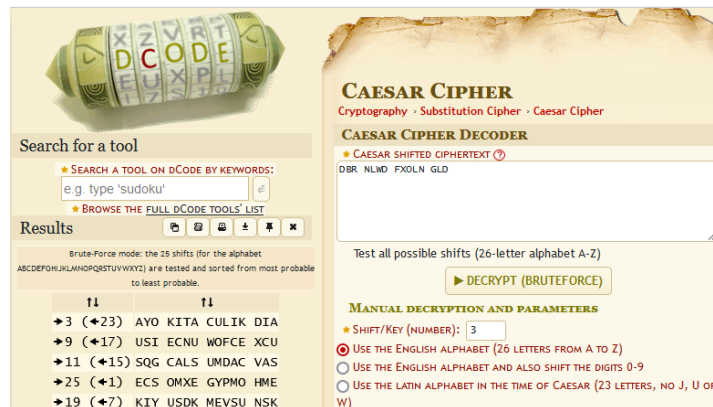 X Z V R T
D C O D E
E U X P L
CAESAR CIPHER
Cryptography › Substitution Cipher › Caesar Cipher
Search for a tool
★ SEARCH A TOOL ON DCODE BY KEYWORDS:
e.g. type 'sudoku'
★ BROWSE THE FULL DCODE TOOLS' LIST
Results
Brute-Force mode: the 25 shifts (for the alphabet
ABCDEFGHIJKLMNOPQRSTUVWXYZ) are tested and sorted from most probable
to least probable.
↑↓ ↑↓
➔3 (←23) AYO KITA CULIK DIA
➔9 (←17) USI ECNU WOFCE XCU
➔11 (←15) SQG CALS UMDAC VAS
➔25 (←1) ECS OMXE GYPMO HME
➔19 (←7) KIY USDK MEVSU NSK
CAESAR CIPHER DECODER
★ CAESAR SHIFTED CIPHERTEXT ?
DBR NLWD FXOLN GLD
Test all possible shifts (26-letter alphabet A-Z)
▶ DECRYPT (BRUTEFORCE)
MANUAL DECRYPTION AND PARAMETERS
★ SHIFT/KEY (NUMBER): 3
USE THE ENGLISH ALPHABET (26 LETTERS FROM A TO Z)
USE THE ENGLISH ALPHABET AND ALSO SHIFT THE DIGITS 0-9
USE THE LATIN ALPHABET IN THE TIME OF CAESAR (23 LETTERS, NO J, U OR
W)